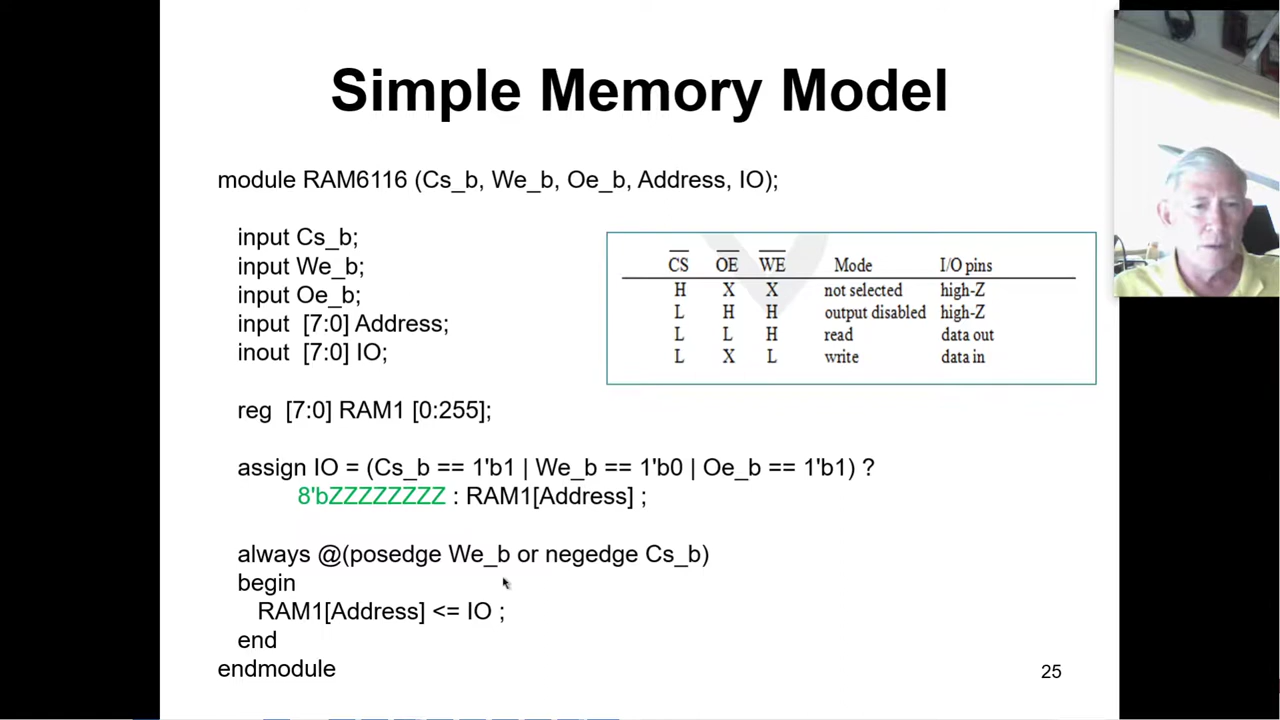 Simple Memory Model
module RAM6116 (Cs_b, We_b, Oe_b, Address, IO);
input Cs_b;
input We_b;
input Oe_b;
input [7:0] Address;
inout [7:0] IO;
CS OE WE Mode I/O pins
H X X not selected high-Z
L H H output disabled high-Z
L L H read data out
L X L write data in
reg [7:0] RAM1 [0:255];
assign IO = (Cs_b == 1'b1 | We_b == 1'b0 | Oe_b == 1'b1) ?
8'bZZZZZZZZ : RAM1[Address] ;
always @(posedge We_b or negedge Cs_b)
begin
RAM1[Address] <= IO ;
end
endmodule
25